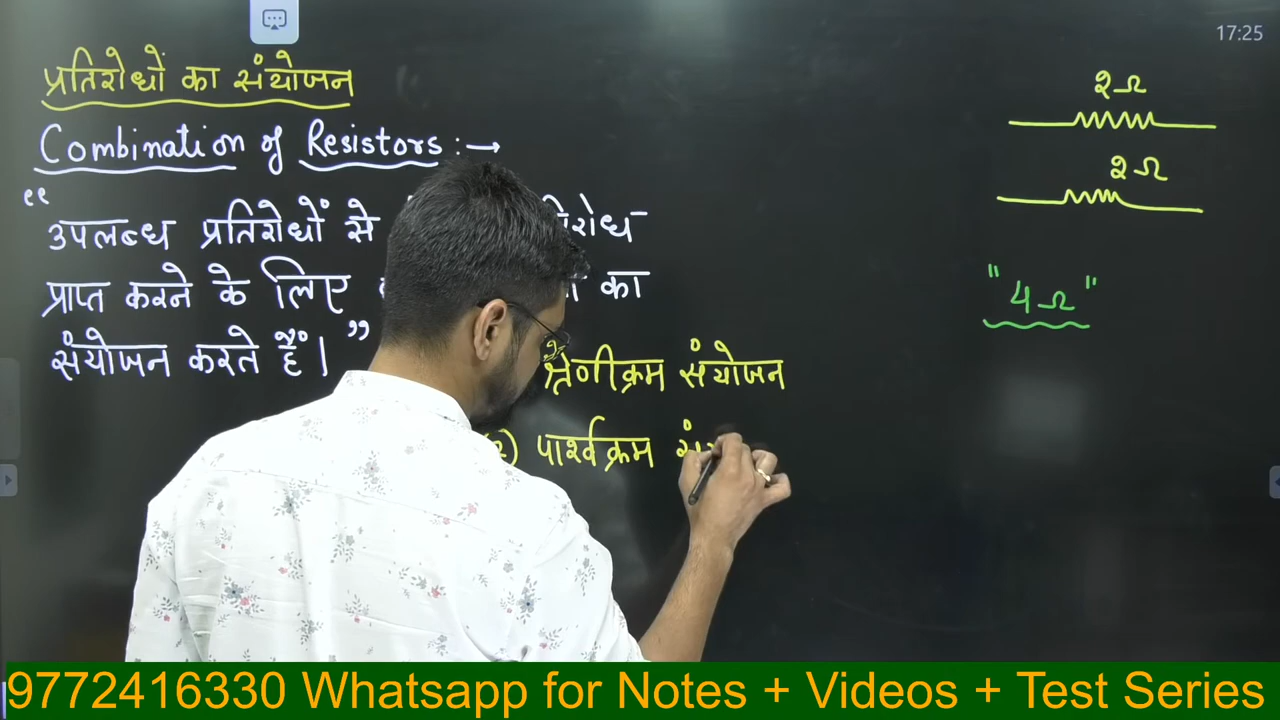 17:25
प्रतिरोधों का संयोजन
Combination of Resistors :→
"उपलब्ध प्रतिरोधों से
प्राप्त करने के लिए का
संयोजन करते हैं।"
श्रेणीक्रम संयोजन
(2) पार्श्वक्रम
2Ω
2Ω
"4Ω"
9772416330 Whatsapp for Notes + Videos + Test Series